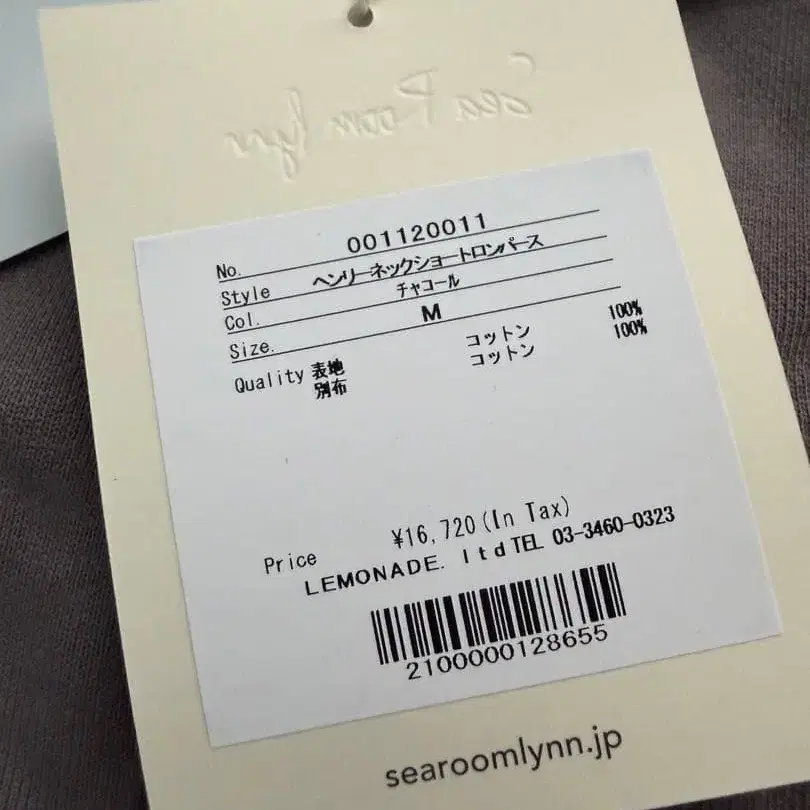 Sea Room lynn
No. 001120011
Style ヘンリーネックショートロンパース
Col. チャコール
Size. M
Quality 表地 コットン 100%
別布 コットン 100%
Price ¥16,720(In Tax)
LEMONADE. ltd TEL 03-3460-0323
2100000128655
searoomlynn.jp